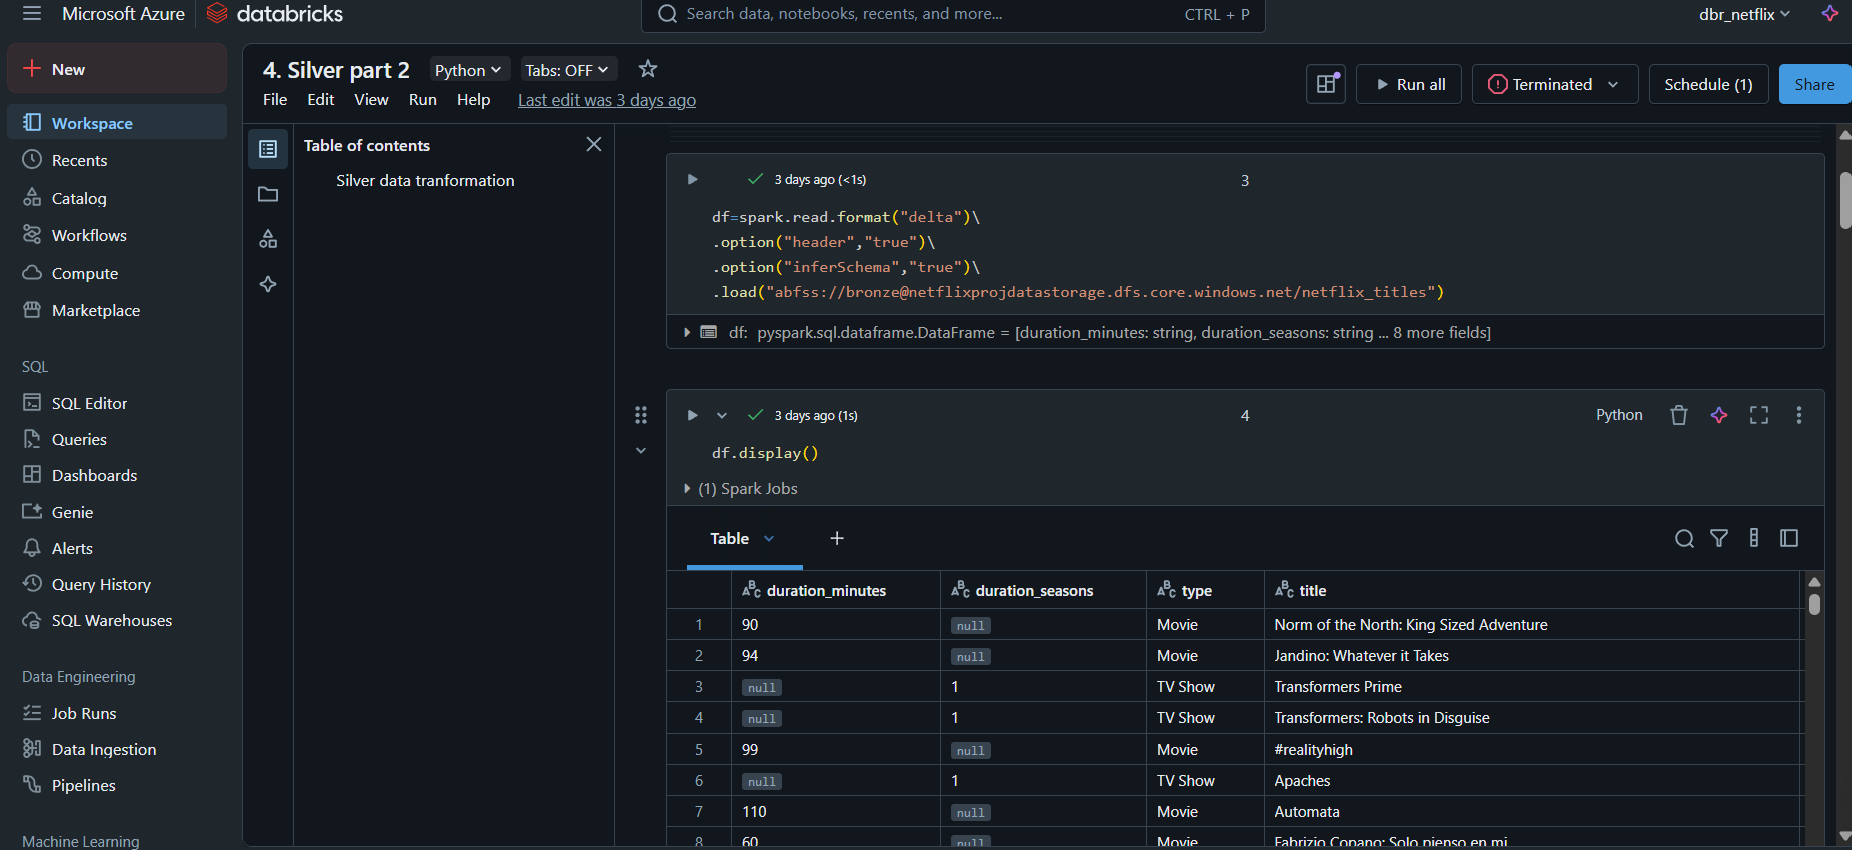 Microsoft Azure databricks
Search data, notebooks, recents, and more... CTRL + P
dbr_netflix
New
Workspace
Recents
Catalog
Workflows
Compute
Marketplace
SQL
SQL Editor
Queries
Dashboards
Genie
Alerts
Query History
SQL Warehouses
Data Engineering
Job Runs
Data Ingestion
Pipelines
Machine Learning
4. Silver part 2 Python Tabs: OFF
File Edit View Run Help Last edit was 3 days ago
Run all Terminated Schedule (1) Share
Table of contents
Silver data tranformation
3 days ago (<1s) 3
df=spark.read.format("delta")\
.option("header","true")\
.option("inferSchema","true")\
.load("abfss://bronze@netflixprojdatastorage.dfs.core.windows.net/netflix_titles")
df: pyspark.sql.dataframe.DataFrame = [duration_minutes: string, duration_seasons: string ... 8 more fields]
3 days ago (1s) 4 Python
df.display()
(1) Spark Jobs
Table +
ABC duration_minutes ABC duration_seasons ABC type ABC title
1 90 null Movie Norm of the North: King Sized Adventure
2 94 null Movie Jandino: Whatever it Takes
3 null 1 TV Show Transformers Prime
4 null 1 TV Show Transformers: Robots in Disguise
5 99 null Movie #realityhigh
6 null 1 TV Show Apaches
7 110 null Movie Automata
8 60 null Movie Fabrizio Copano: Solo pienso en mi